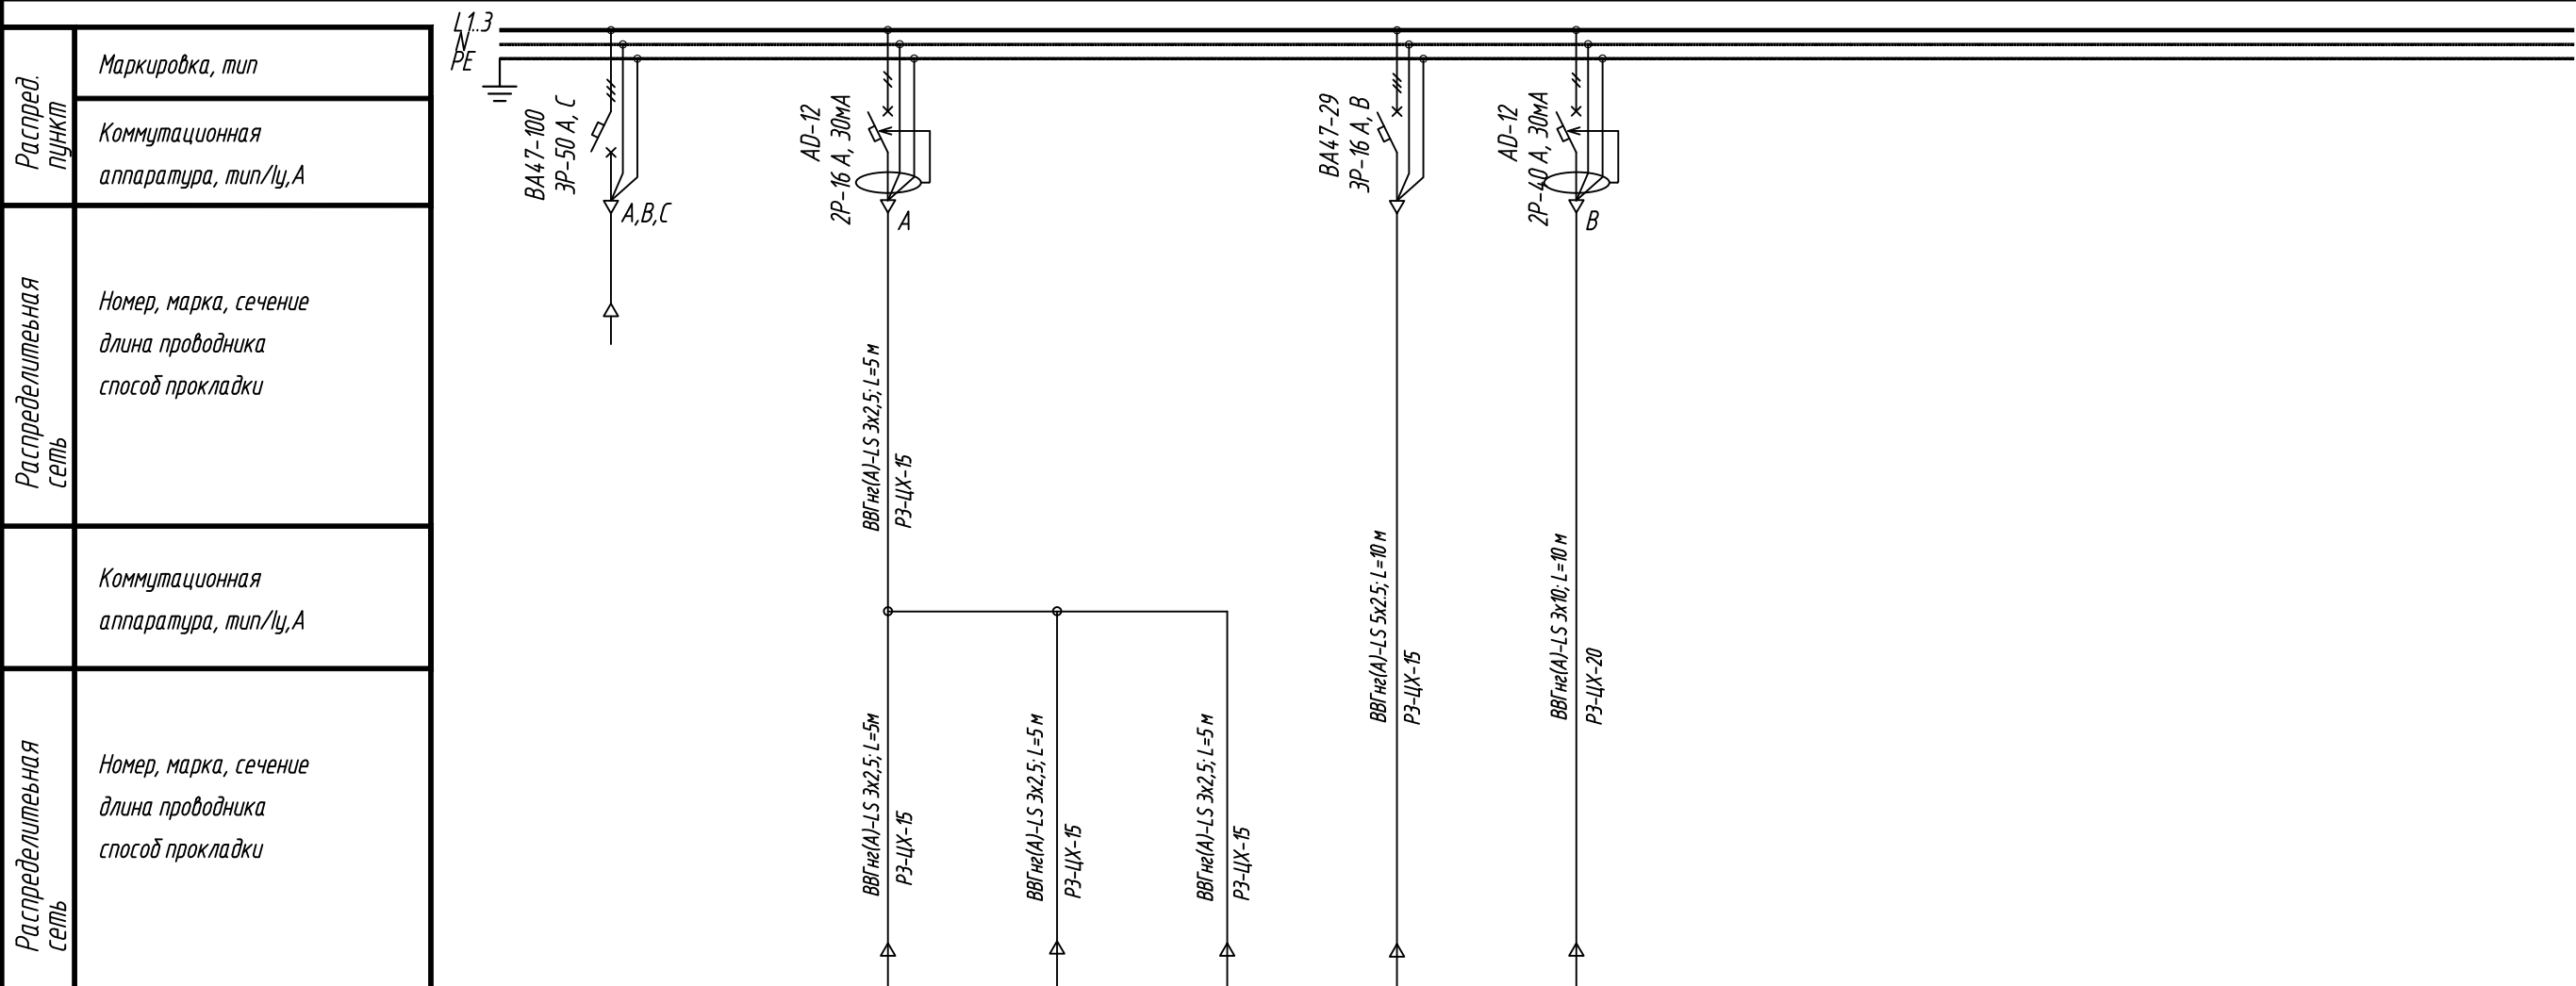 L1..3
N
PE
Распред.
пункт
Маркировка, тип
Коммутационная
аппаратура, тип/Iу,А
Распределитеьная
сеть
Номер, марка, сечение
длина проводника
способ прокладки
Коммутационная
аппаратура, тип/Iу,А
Распределитеьная
сеть
Номер, марка, сечение
длина проводника
способ прокладки
ВА47-100
3Р-50 А, С
А,В,С
AD-12
2Р-16 А, 30мА
А
ВА47-29
3Р-16 А, В
AD-12
2Р-40 А, 30мА
В
ВВГнг(А)-LS 3х2,5; L=5 м
РЗ-ЦХ-15
ВВГнг(А)-LS 3х2,5; L=5м
РЗ-ЦХ-15
ВВГнг(А)-LS 3х2,5; L=5 м
РЗ-ЦХ-15
ВВГнг(А)-LS 3х2,5; L=5 м
РЗ-ЦХ-15
ВВГнг(А)-LS 5х2.5; L=10 м
РЗ-ЦХ-15
ВВГнг(А)-LS 3х10; L=10 м
РЗ-ЦХ-20